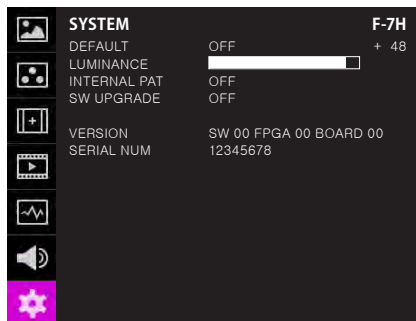 SYSTEM F-7H
DEFAULT OFF + 48
LUMINANCE
INTERNAL PAT OFF
SW UPGRADE OFF
VERSION SW 00 FPGA 00 BOARD 00
SERIAL NUM 12345678